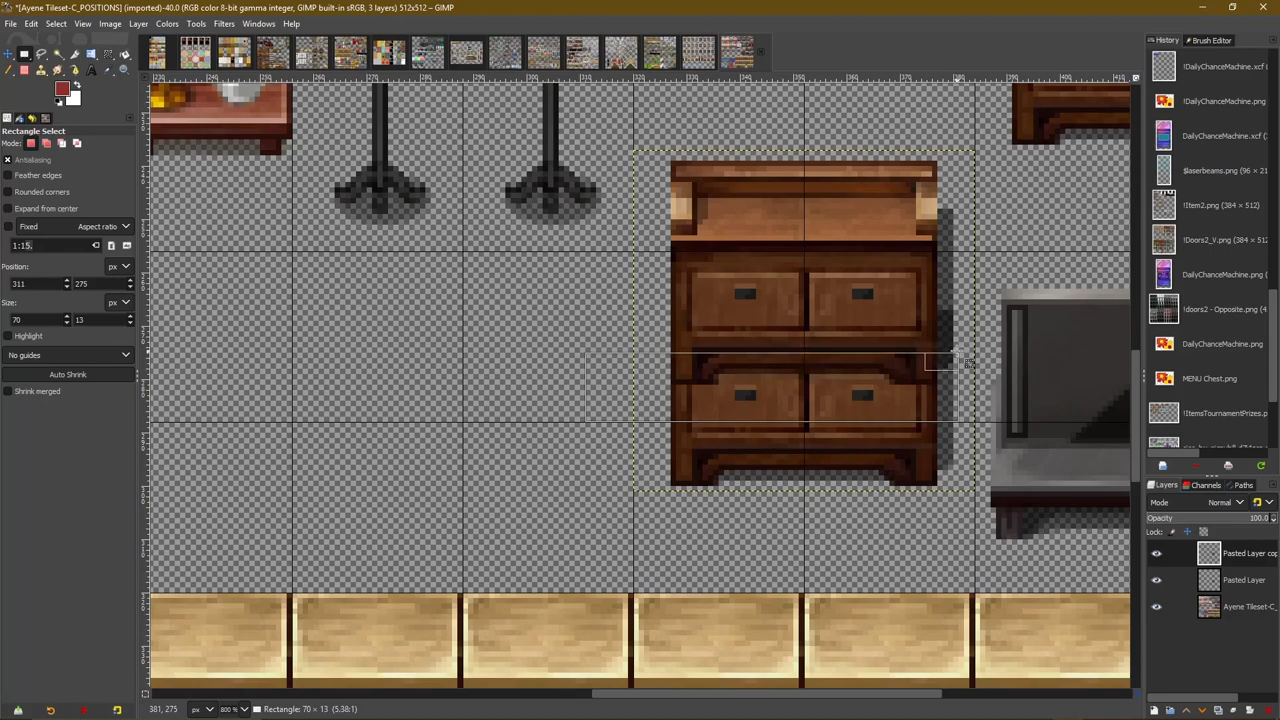 *[Ayene Tileset-C_POSITIONS] (imported)-40.0 (RGB color 8-bit gamma integer, GIMP built-in sRGB, 3 layers) 512x512 – GIMP
File Edit Select View Image Layer Colors Tools Filters Windows Help
History Brush Editor
!DailyChanceMachine.xcf
!DailyChanceMachine.png
DailyChanceMachine.xcf
$laserbeams.png (96 × 21
!Item2.png (384 × 512)
!Doors2_V.png (384 × 512
DailyChanceMachine.png
!doors2 - Opposite.png (4
DailyChanceMachine.png
MENU Chest.png
!ItemsTournamentPrizes.p
Rectangle Select
Mode:
Antialiasing
Feather edges
Rounded corners
Expand from center
Fixed Aspect ratio
1:15.
Position: px
311 275
Size: px
70 13
Highlight
No guides
Auto Shrink
Shrink merged
Layers Channels Paths
Mode Normal
Opacity 100.0
Lock:
Pasted Layer cop
Pasted Layer
Ayene Tileset-C_
381, 275 px 800 % Rectangle: 70 × 13 (5.38:1)